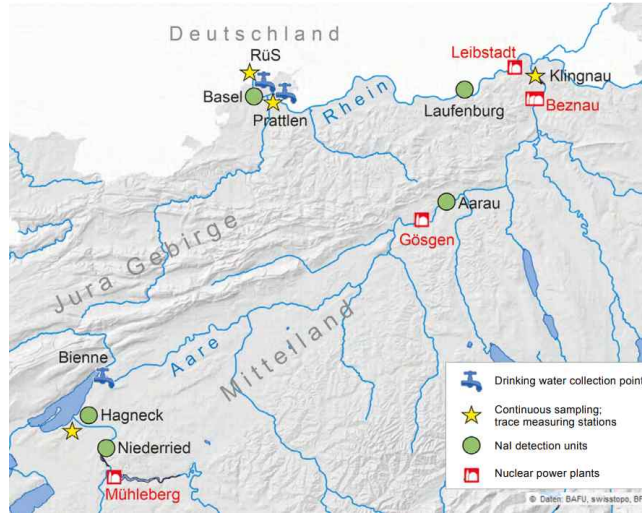 Deutschland
RüS
Leibstadt
Klingnau
Basel
Prattlen
Rhein
Laufenburg
Beznau
Aarau
Gösgen
Jura Gebirge
Mittelland
Aare
Bienne
Hagneck
Niederried
Mühleberg
Drinking water collection point
Continuous sampling;
trace measuring stations
NaI detection units
Nuclear power plants
© Daten: BAFU, swisstopo, BF